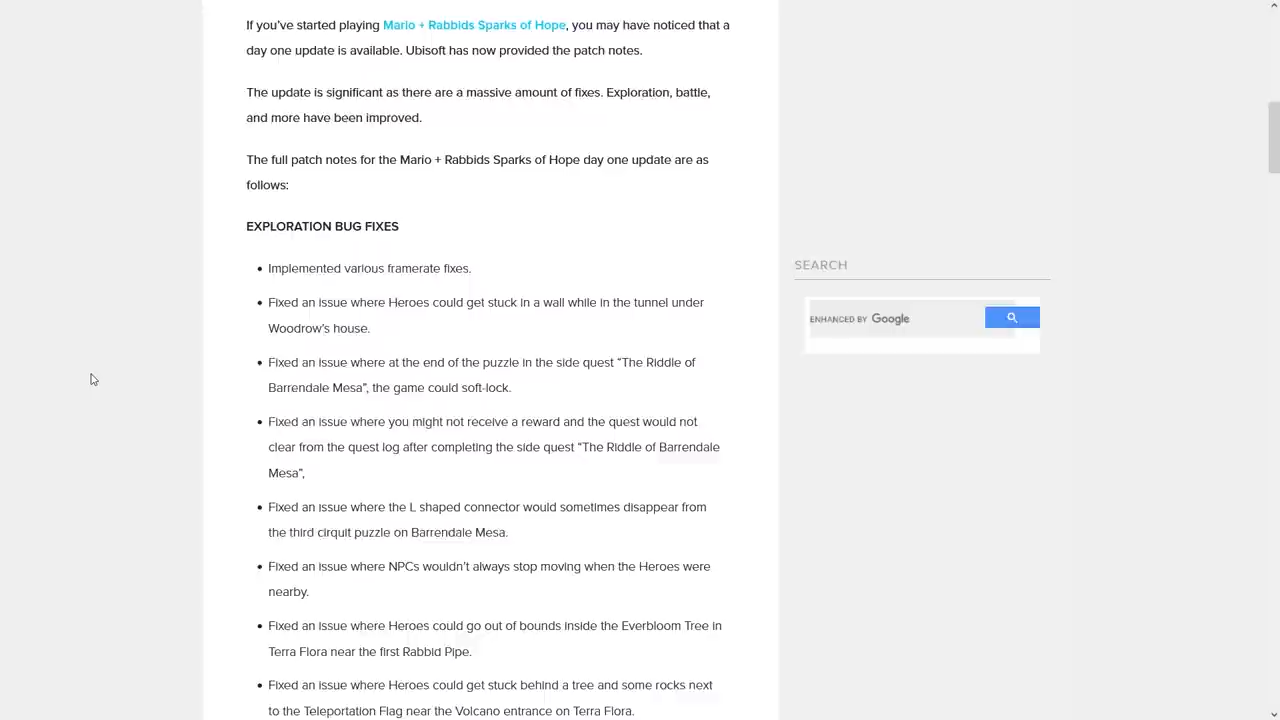 If you've started playing Mario + Rabbids Sparks of Hope, you may have noticed that a
day one update is available. Ubisoft has now provided the patch notes.
The update is significant as there are a massive amount of fixes. Exploration, battle,
and more have been improved.
The full patch notes for the Mario + Rabbids Sparks of Hope day one update are as
follows:
EXPLORATION BUG FIXES
• Implemented various framerate fixes.
• Fixed an issue where Heroes could get stuck in a wall while in the tunnel under
Woodrow's house.
• Fixed an issue where at the end of the puzzle in the side quest “The Riddle of
Barrendale Mesa”, the game could soft-lock.
• Fixed an issue where you might not receive a reward and the quest would not
clear from the quest log after completing the side quest “The Riddle of Barrendale
Mesa”,
• Fixed an issue where the L shaped connector would sometimes disappear from
the third cirquit puzzle on Barrendale Mesa.
• Fixed an issue where NPCs wouldn't always stop moving when the Heroes were
nearby.
• Fixed an issue where Heroes could go out of bounds inside the Everbloom Tree in
Terra Flora near the first Rabbid Pipe.
• Fixed an issue where Heroes could get stuck behind a tree and some rocks next
to the Teleportation Flag near the Volcano entrance on Terra Flora.
SEARCH
ENHANCED BY Google